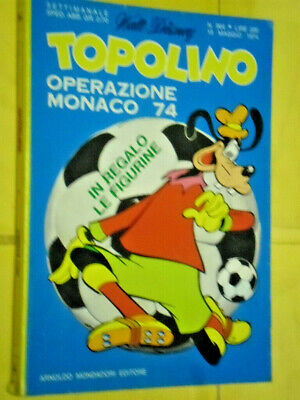 SETTIMANALE
Walt Disney
TOPOLINO
OPERAZIONE
MONACO 74
IN REGALO
LE FIGURINE
ARNOLDO MONDADORI EDITORE